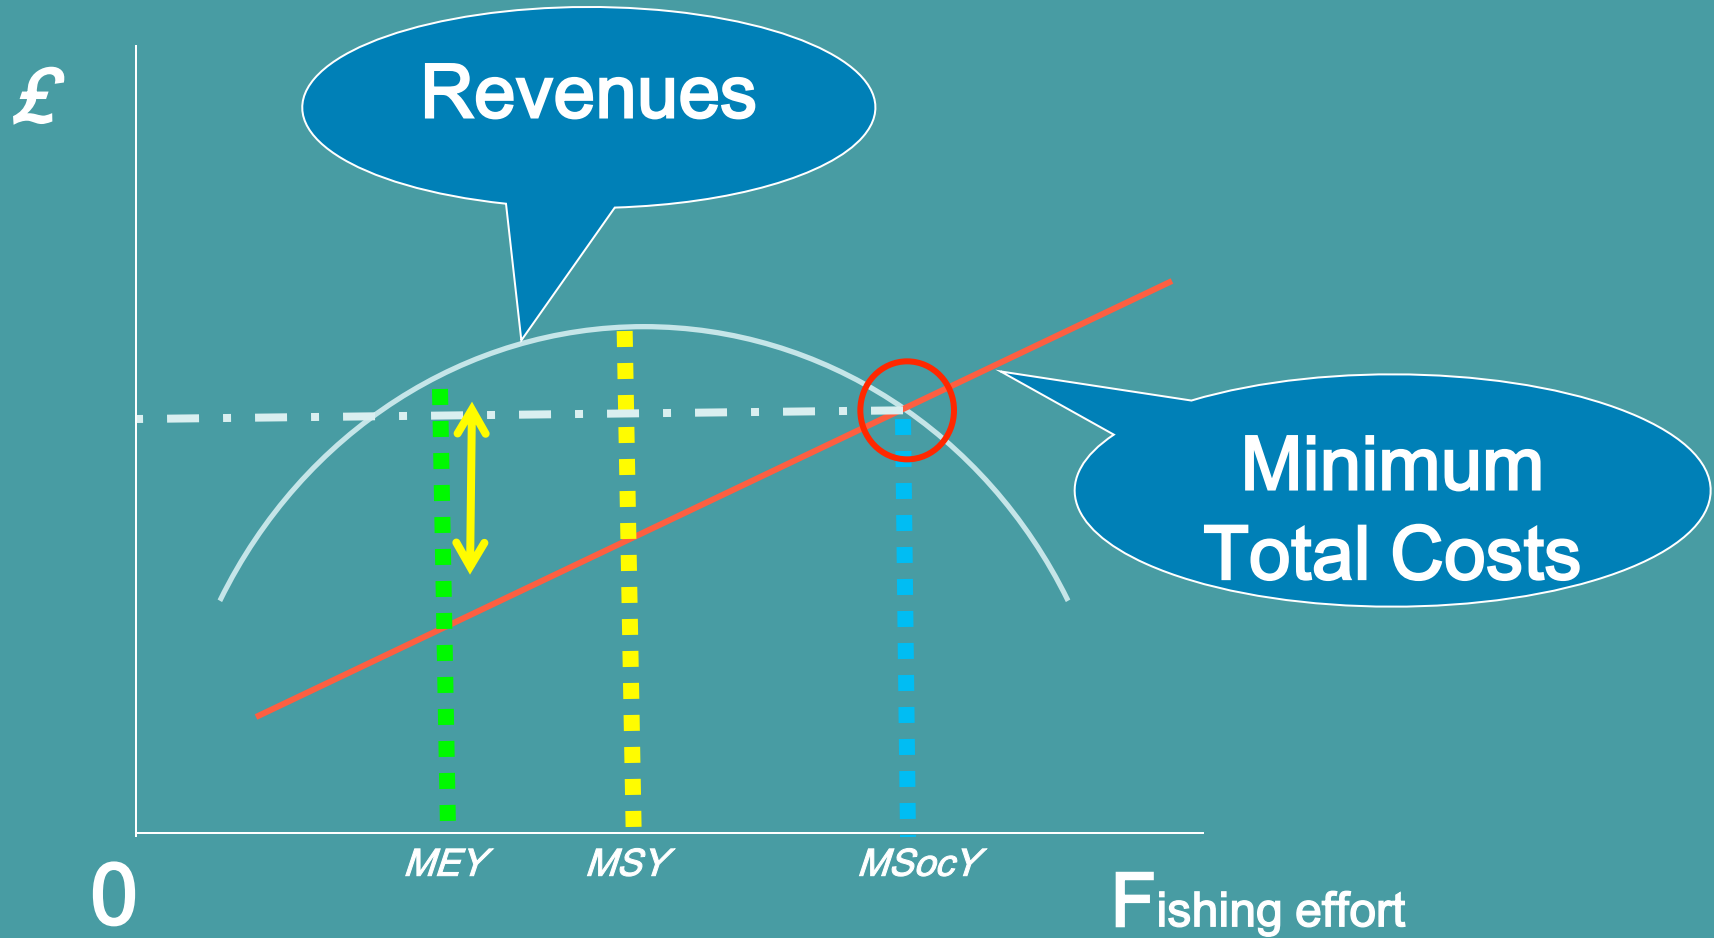 £
Revenues
Minimum
Total Costs
MEY
MSY
MSocY
0
Fishing effort